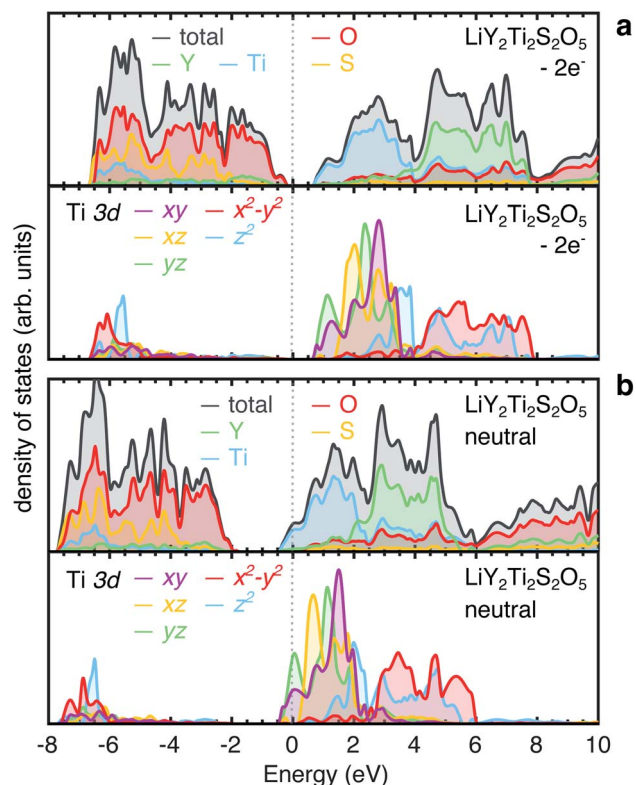 a
total O LiY₂Ti₂S₂O₅
Y Ti S - 2e⁻
Ti 3d xy x²-y² LiY₂Ti₂S₂O₅
xz z² - 2e⁻
yz
b
total O LiY₂Ti₂S₂O₅
Y S neutral
Ti
Ti 3d xy x²-y² LiY₂Ti₂S₂O₅
xz z² neutral
yz
density of states (arb. units)
-8 -6 -4 -2 0 2 4 6 8 10
Energy (eV)